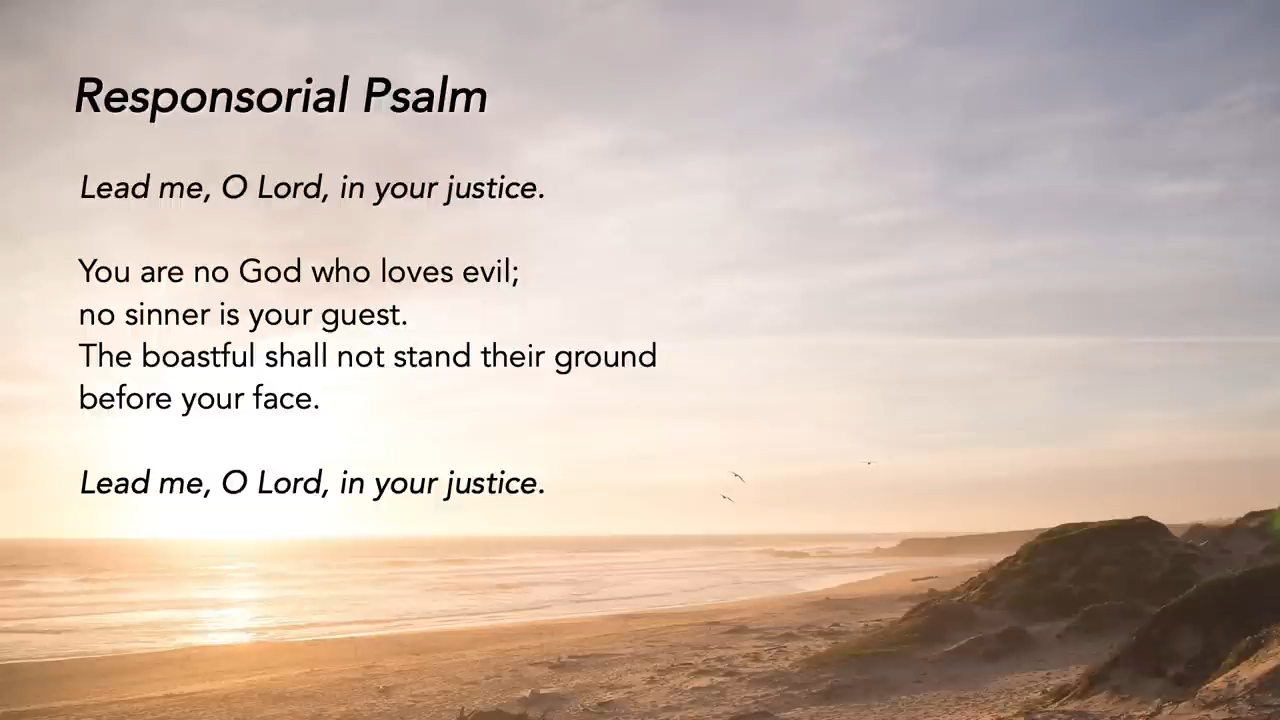 Responsorial Psalm
Lead me, O Lord, in your justice.
You are no God who loves evil;
no sinner is your guest.
The boastful shall not stand their ground
before your face.
Lead me, O Lord, in your justice.